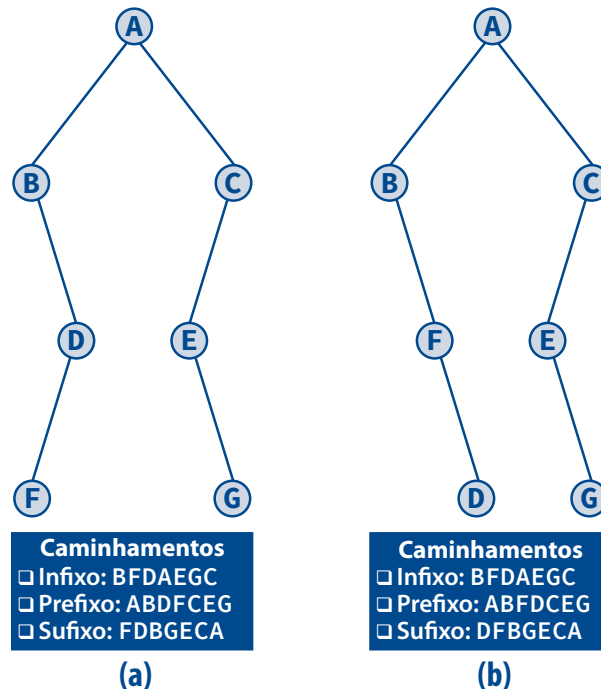 A
B
C
D
E
F
G
Caminhamentos
❑ Infixo: BFDAEGC
❑ Prefixo: ABDFCEG
❑ Sufixo: FDBGECA
(a)
A
B
C
F
E
D
G
Caminhamentos
❑ Infixo: BFDAEGC
❑ Prefixo: ABFDCEG
❑ Sufixo: DFBGECA
(b)